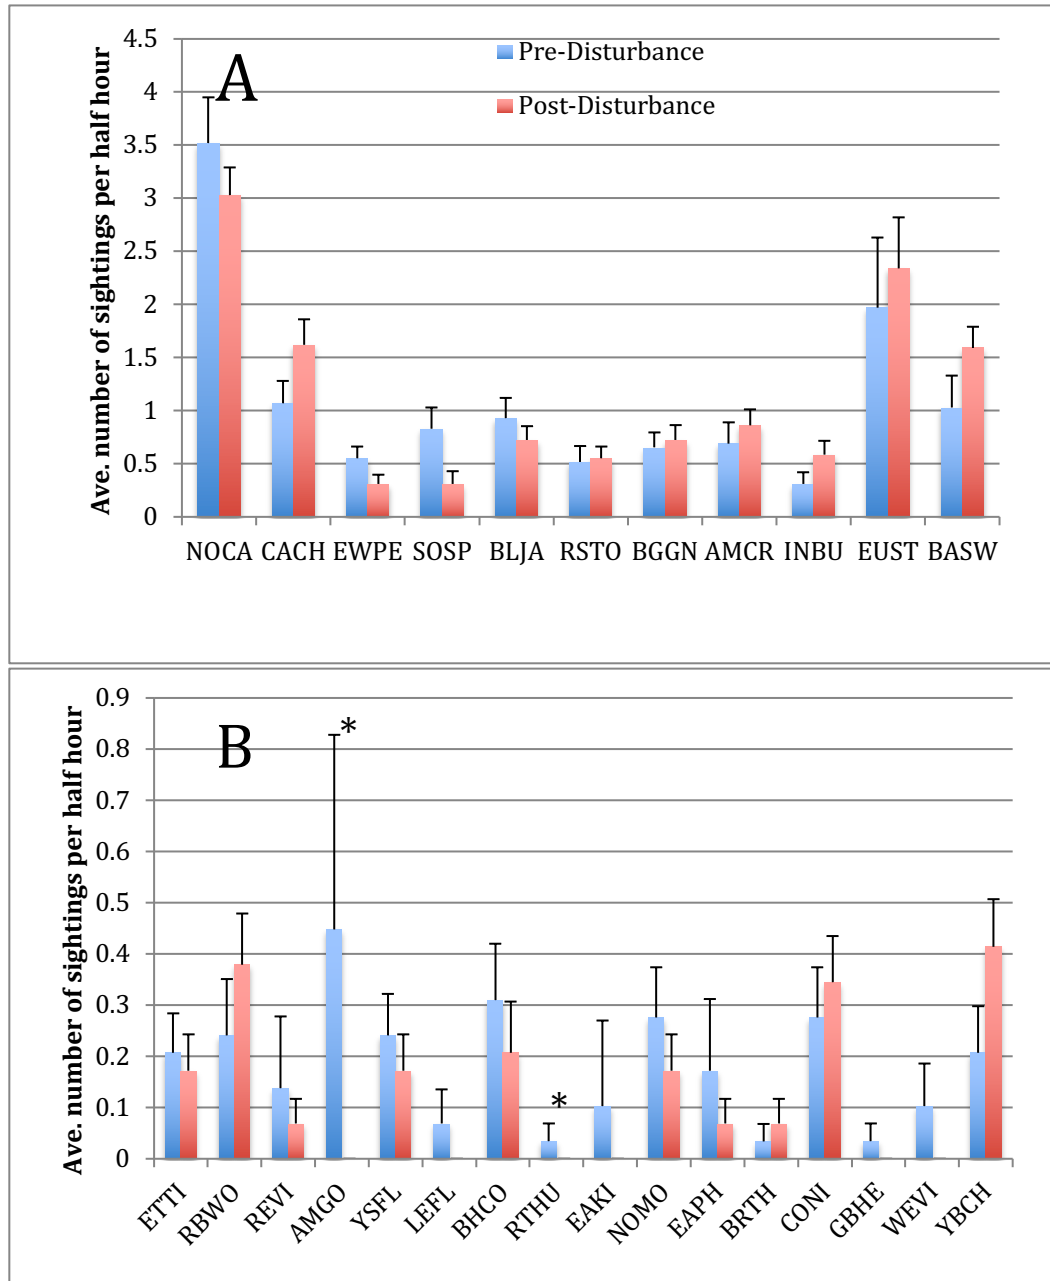 A
Pre-Disturbance
Post-Disturbance
Ave. number of sightings per half hour
4.5
4
3.5
3
2.5
2
1.5
1
0.5
0
NOCA CACH EWPE SOSP BLJA RSTO BGGN AMCR INBU EUST BASW
B
*
*
Ave. number of sightings per half hour
0.9
0.8
0.7
0.6
0.5
0.4
0.3
0.2
0.1
0
ETTI RBWO REVI AMGO YSFL LEFL BHCO RTHU EAKI NOMO EAPH BRTH CONI GBHE WEVI YBCH